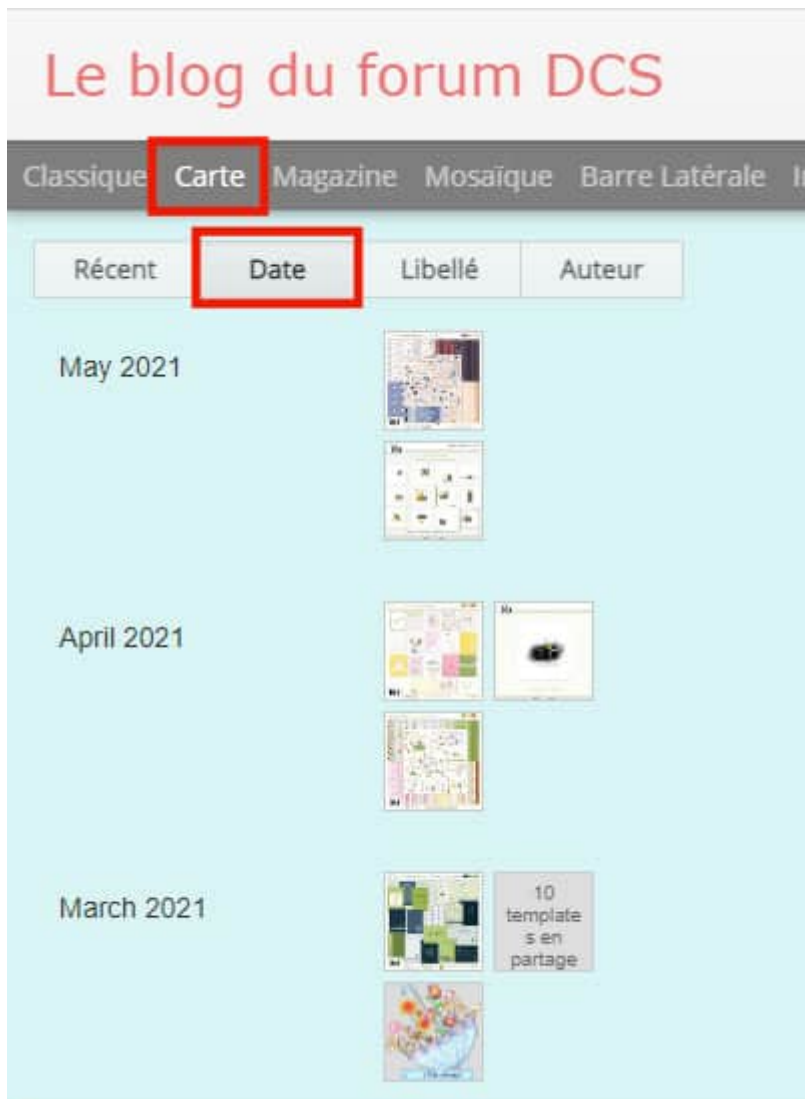 Le blog du forum DCS
Classique Carte Magazine Mosaïque Barre Latérale
Récent Date Libellé Auteur
May 2021
April 2021
March 2021
10
template
s en
partage